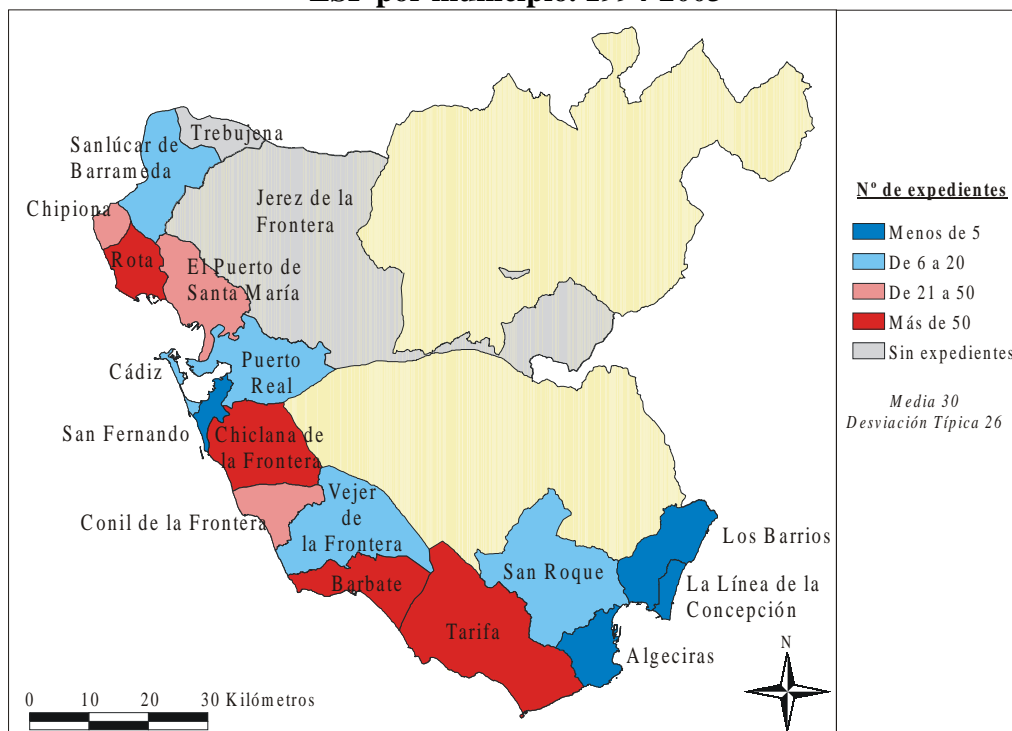 Trebujena
Sanlúcar de
Barrameda
Chipiona
Jerez de la
Frontera
Rota
El Puerto de
Santa María
Cádiz
Puerto
Real
San Fernando
Chiclana de
la Frontera
Conil de la Frontera
Vejer
de
la Frontera
Barbate
San Roque
Tarifa
Los Barrios
La Línea de la
Concepción
Algeciras
N
0 10 20 30 Kilómetros
Nº de expedientes
Menos de 5
De 6 a 20
De 21 a 50
Más de 50
Sin expedientes
Media 30
Desviación Típica 26